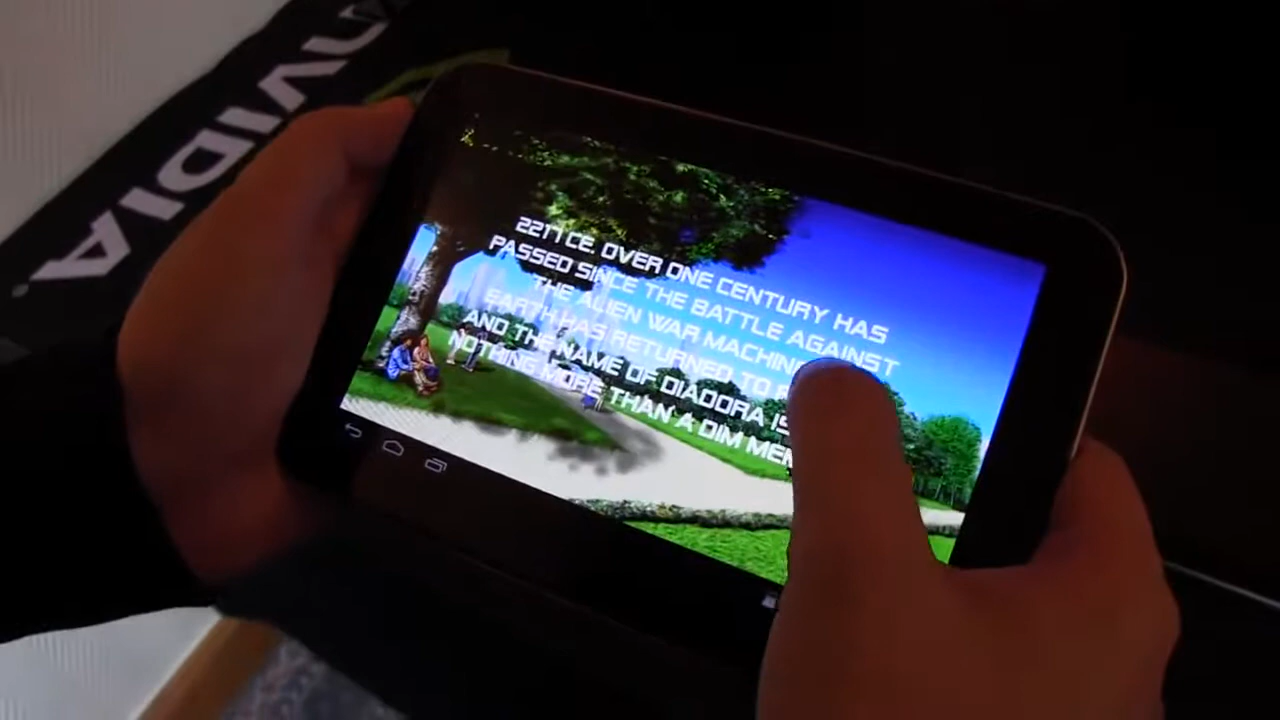 NVIDIA
2217 CE. OVER ONE CENTURY HAS
PASSED SINCE THE BATTLE AGAINST
THE ALIEN WAR MACHINE
EARTH HAS RETURNED TO
AND THE NAME OF DIADORA IS
NOTHING MORE THAN A DIM